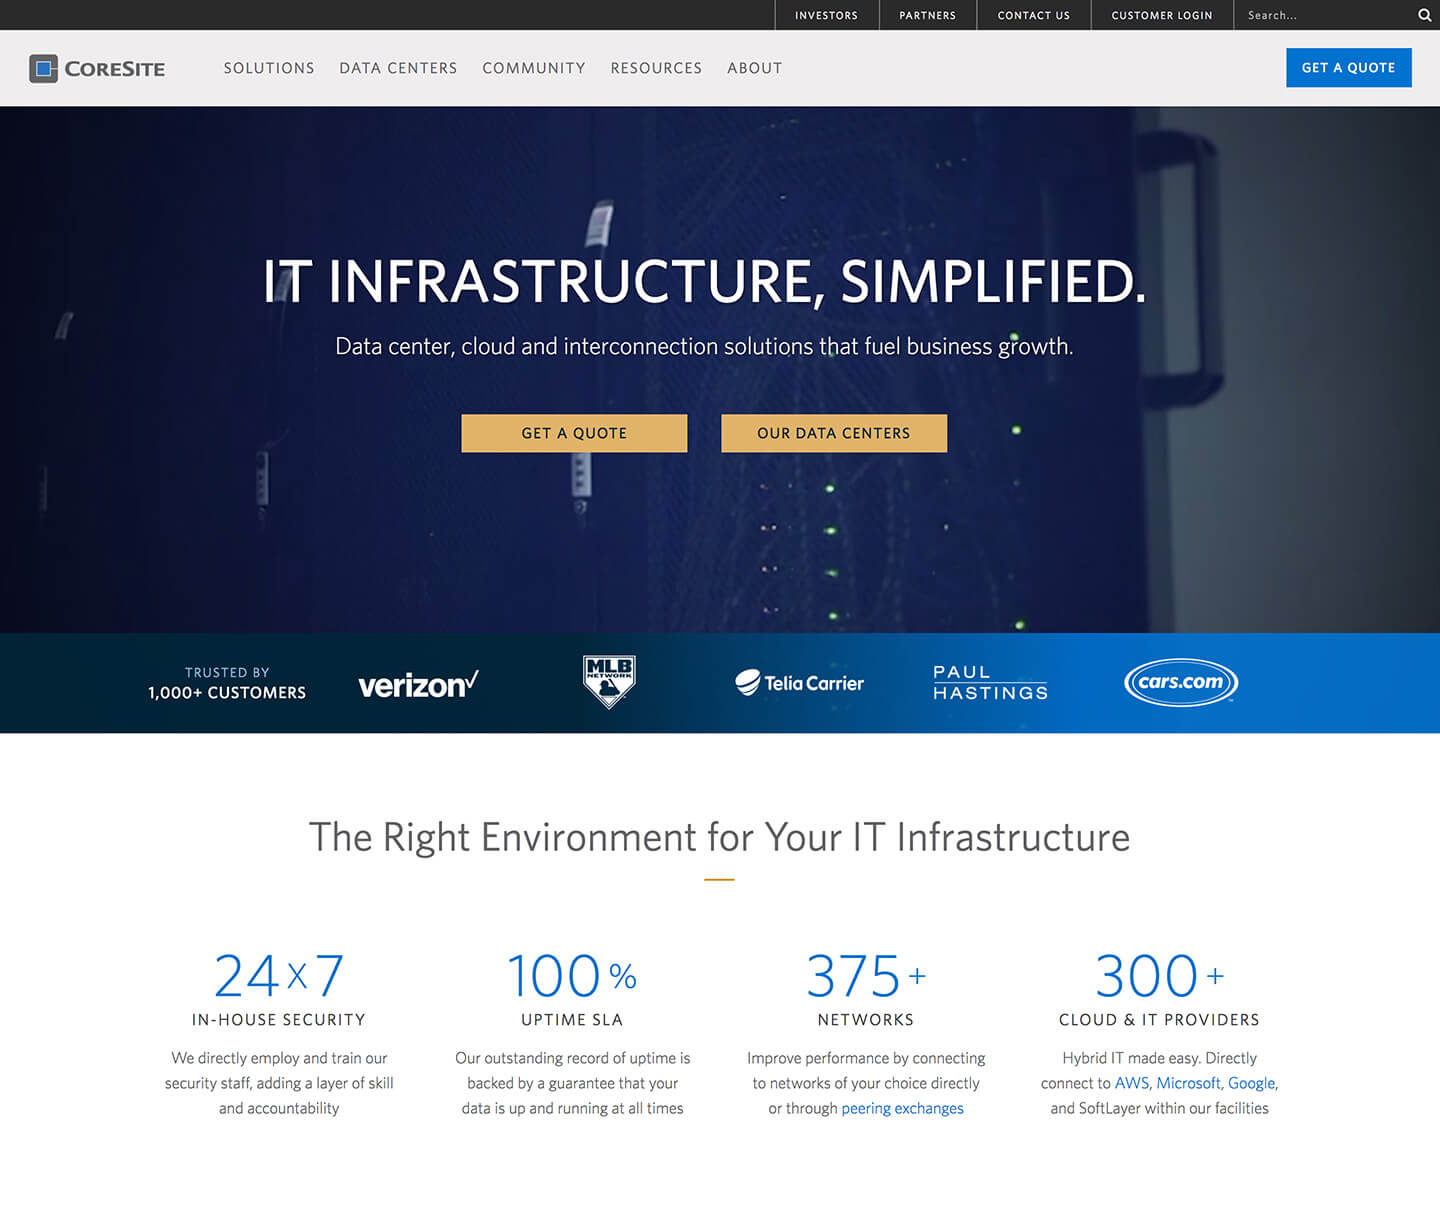 INVESTORS
PARTNERS
CONTACT US
CUSTOMER LOGIN
Search...
CORESITE
SOLUTIONS
DATA CENTERS
COMMUNITY
RESOURCES
ABOUT
GET A QUOTE
IT INFRASTRUCTURE, SIMPLIFIED.
Data center, cloud and interconnection solutions that fuel business growth.
GET A QUOTE
OUR DATA CENTERS
TRUSTED BY
1,000+ CUSTOMERS
verizon✓
MLB
NETWORK
Telia Carrier
PAUL
HASTINGS
cars.com™
The Right Environment for Your IT Infrastructure
24X7
IN-HOUSE SECURITY
We directly employ and train our
security staff, adding a layer of skill
and accountability
100%
UPTIME SLA
Our outstanding record of uptime is
backed by a guarantee that your
data is up and running at all times
375+
NETWORKS
Improve performance by connecting
to networks of your choice directly
or through peering exchanges
300+
CLOUD & IT PROVIDERS
Hybrid IT made easy. Directly
connect to AWS, Microsoft, Google,
and SoftLayer within our facilities